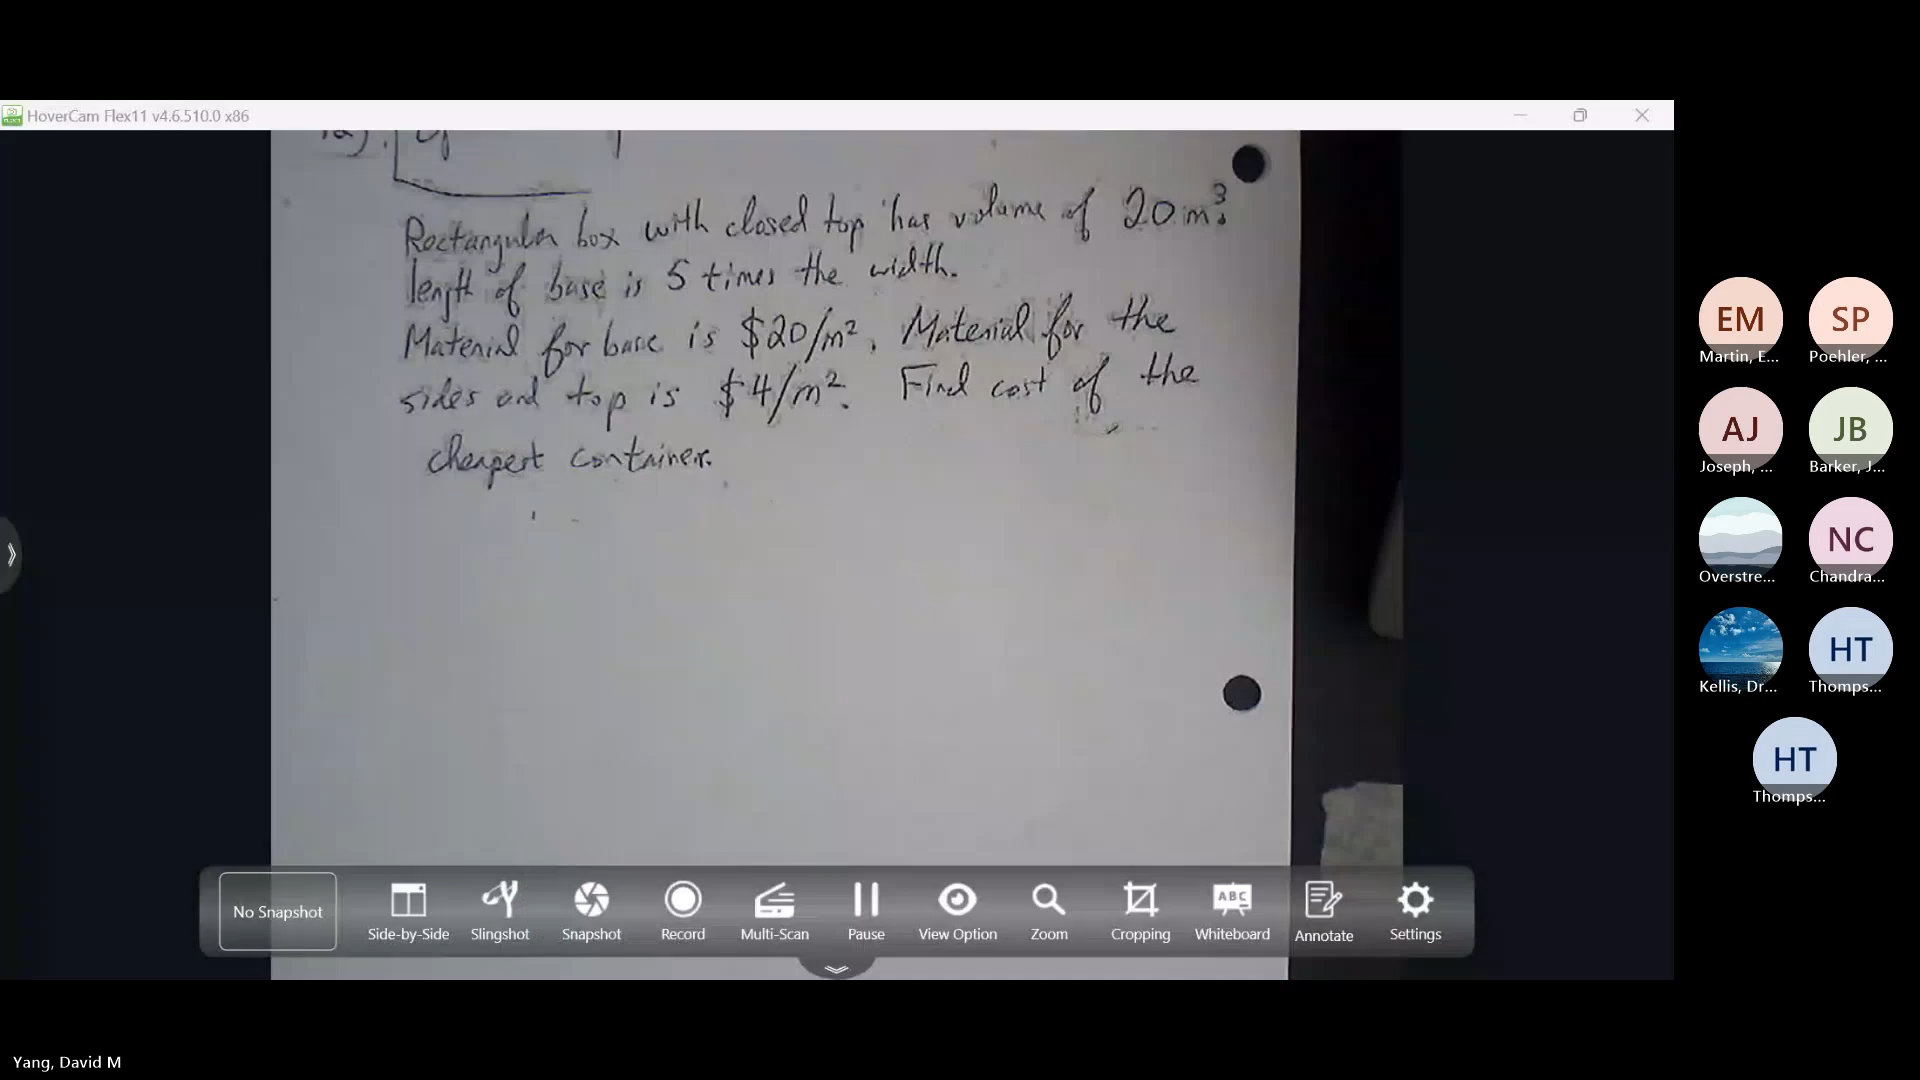 HoverCam Flex11 v4.6.510.0 x86
Rectangular box with closed top has volume of 20 m³.
length of base is 5 times the width.
Material for base is $20/m². Material for the
sides and top is $4/m². Find cost of the
cheapest container.
EM
SP
Martin, E...
Poehler, ...
AJ
JB
Joseph, ...
Barker, J...
NC
Overstre...
Chandra...
HT
Kellis, Dr...
Thomps...
HT
Thomps...
No Snapshot
Side-by-Side
Slingshot
Snapshot
Record
Multi-Scan
Pause
View Option
Zoom
Cropping
ABC
Whiteboard
Annotate
Settings
Yang, David M